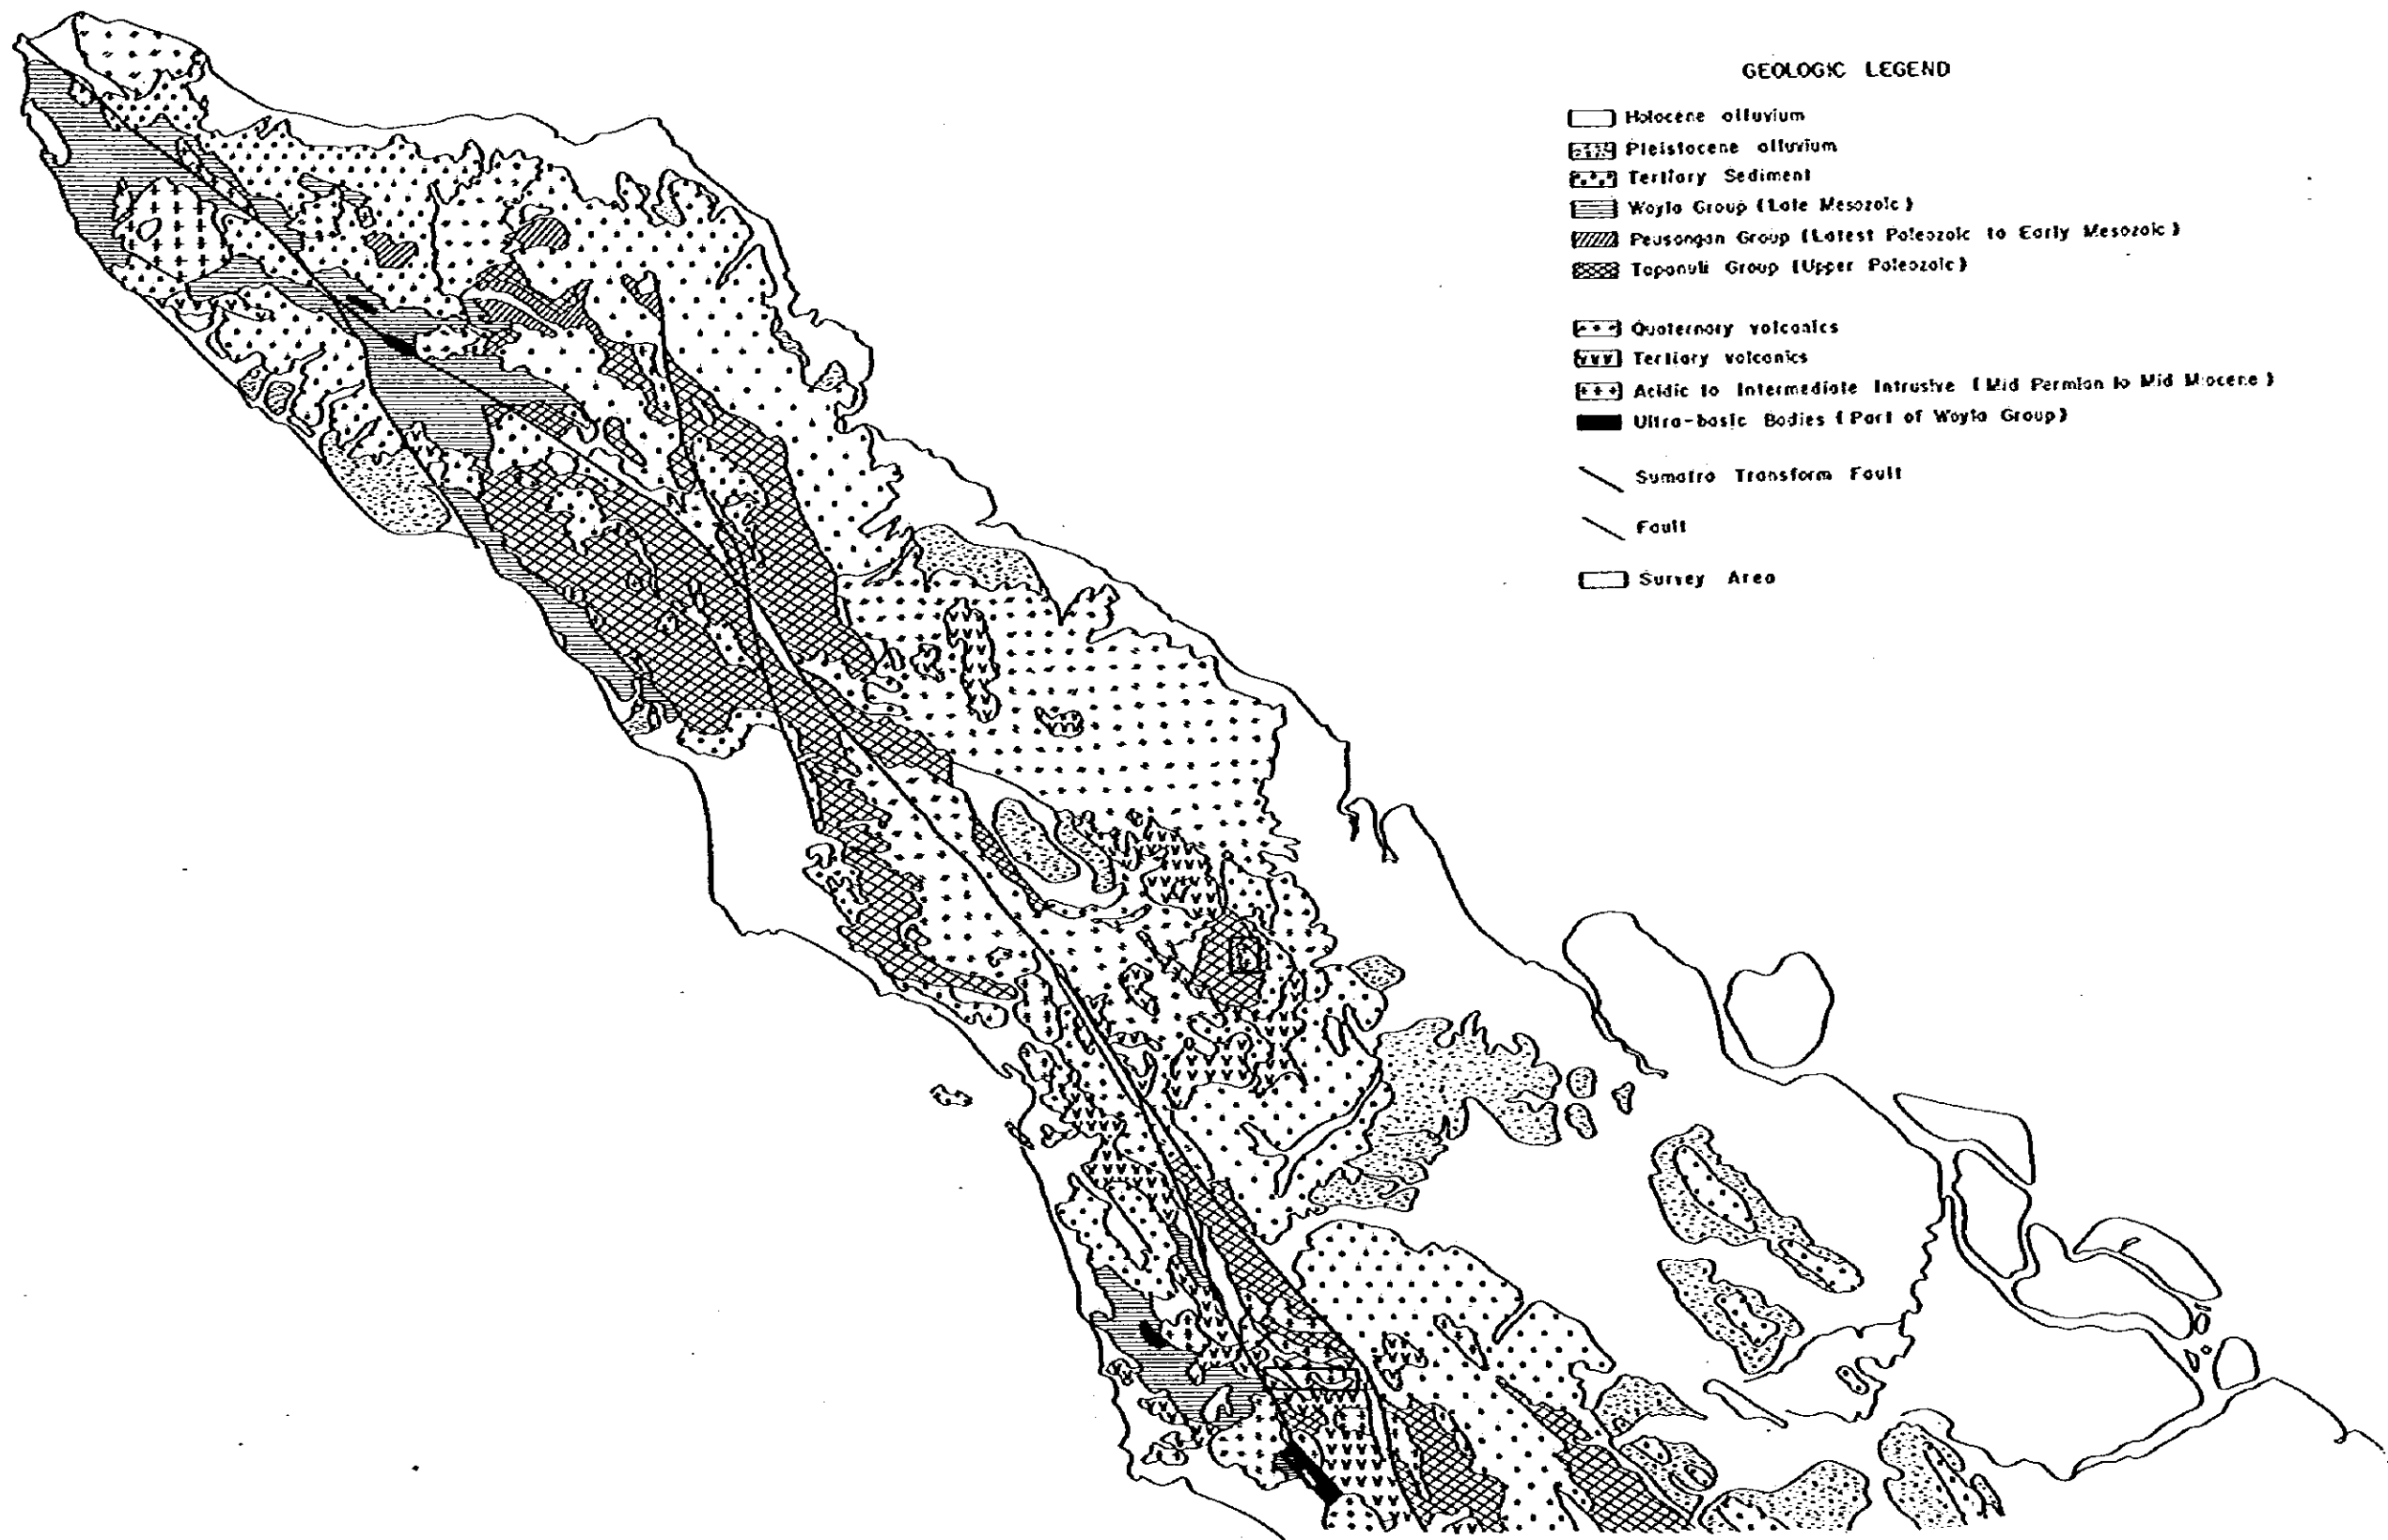 GEOLOGIC LEGEND
Holocene alluvium
Pleistocene alluvium
Tertiary Sediment
Woyla Group (Late Mesozoic)
Peusangan Group (Latest Paleozoic to Early Mesozoic)
Tapanuli Group (Upper Paleozoic)
Quaternary volcanics
Tertiary volcanics
Acidic to Intermediate Intrusive (Mid Permian to Mid Miocene)
Ultra-basic Bodies (Part of Woyla Group)
Sumatra Transform Fault
Fault
Survey Area